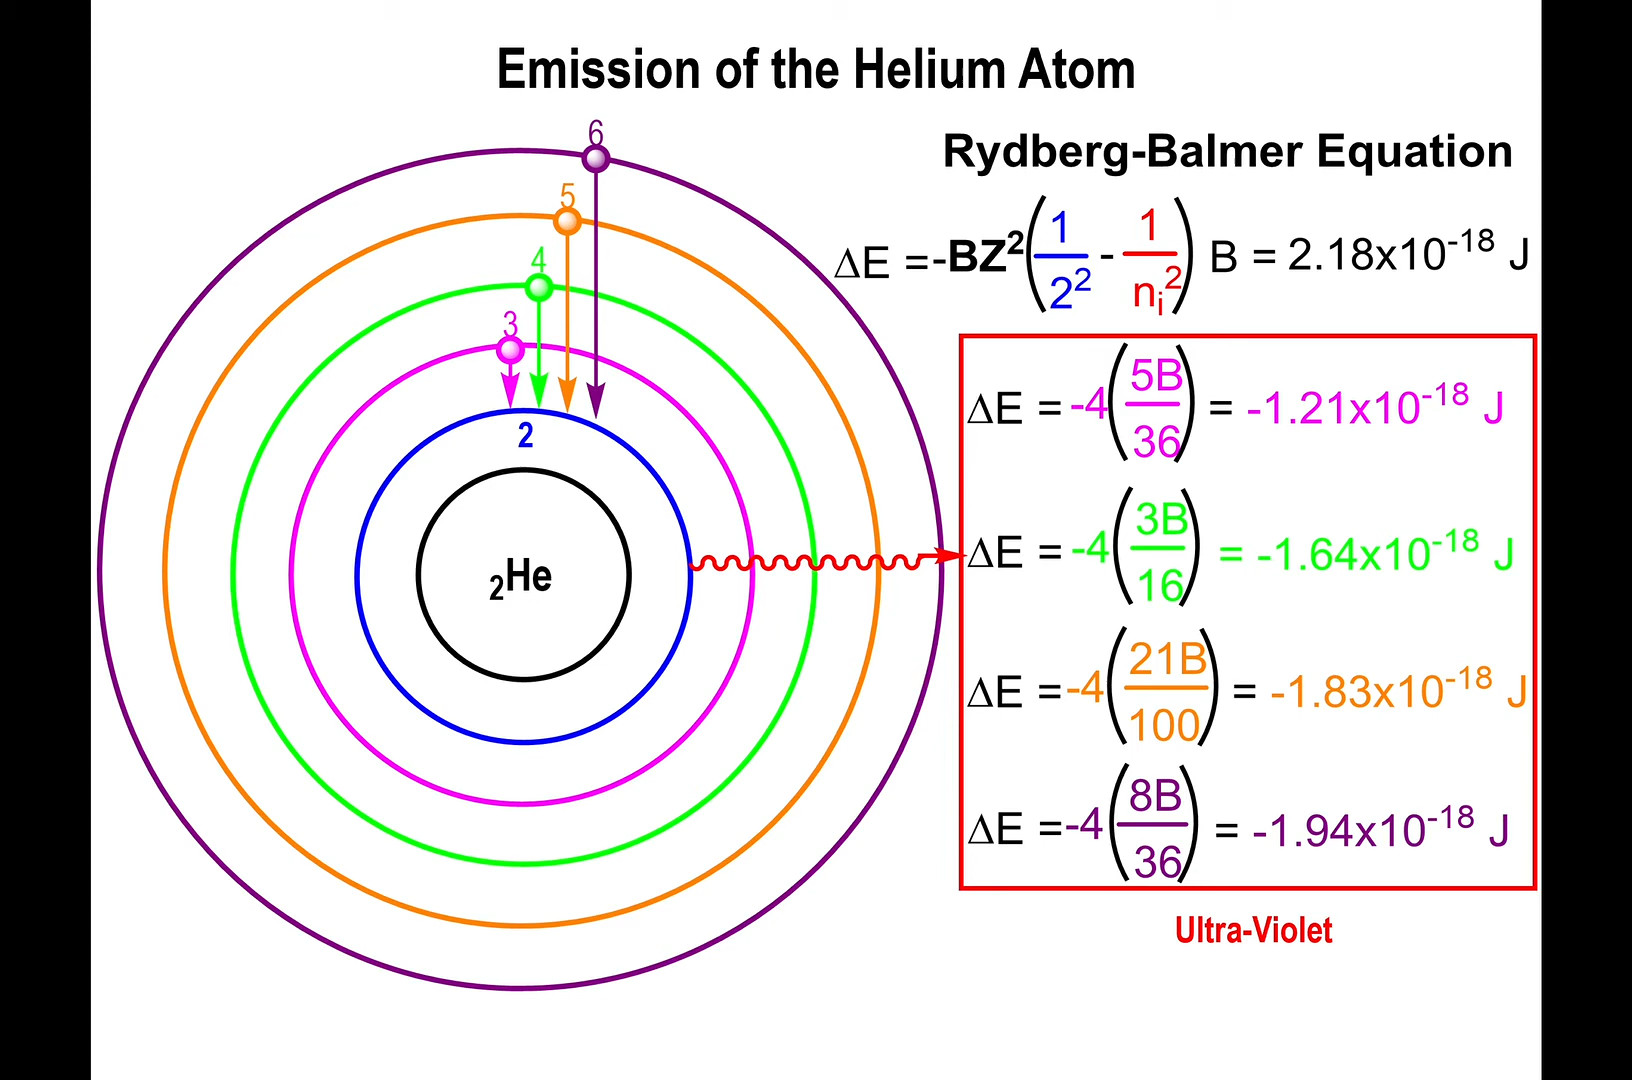 Emission of the Helium Atom
Rydberg-Balmer Equation
ΔE =-BZ²(1/2² - 1/nᵢ²) B = 2.18x10⁻¹⁸ J
6
5
4
3
2
₂He
ΔE = -4(5B/36) = -1.21x10⁻¹⁸ J
ΔE = -4(3B/16) = -1.64x10⁻¹⁸ J
ΔE =-4(21B/100) = -1.83x10⁻¹⁸ J
ΔE =-4(8B/36) = -1.94x10⁻¹⁸ J
Ultra-Violet